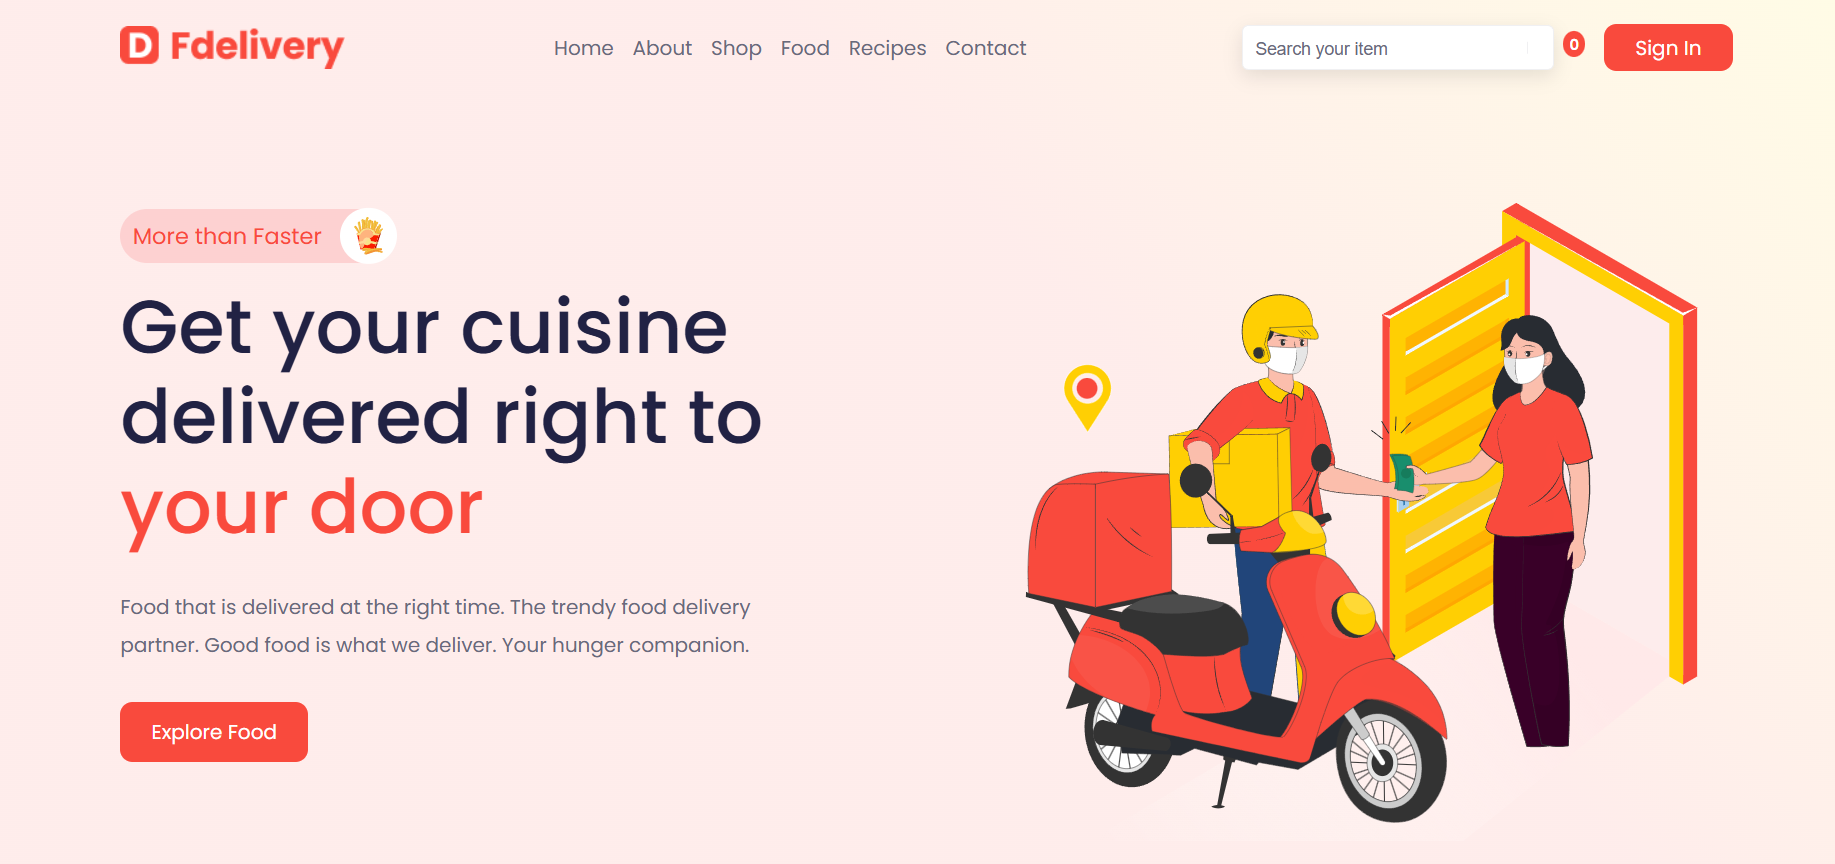 D Fdelivery
Home About Shop Food Recipes Contact
Search your item
0
Sign In
More than Faster
Get your cuisine
delivered right to
your door
Food that is delivered at the right time. The trendy food delivery
partner. Good food is what we deliver. Your hunger companion.
Explore Food